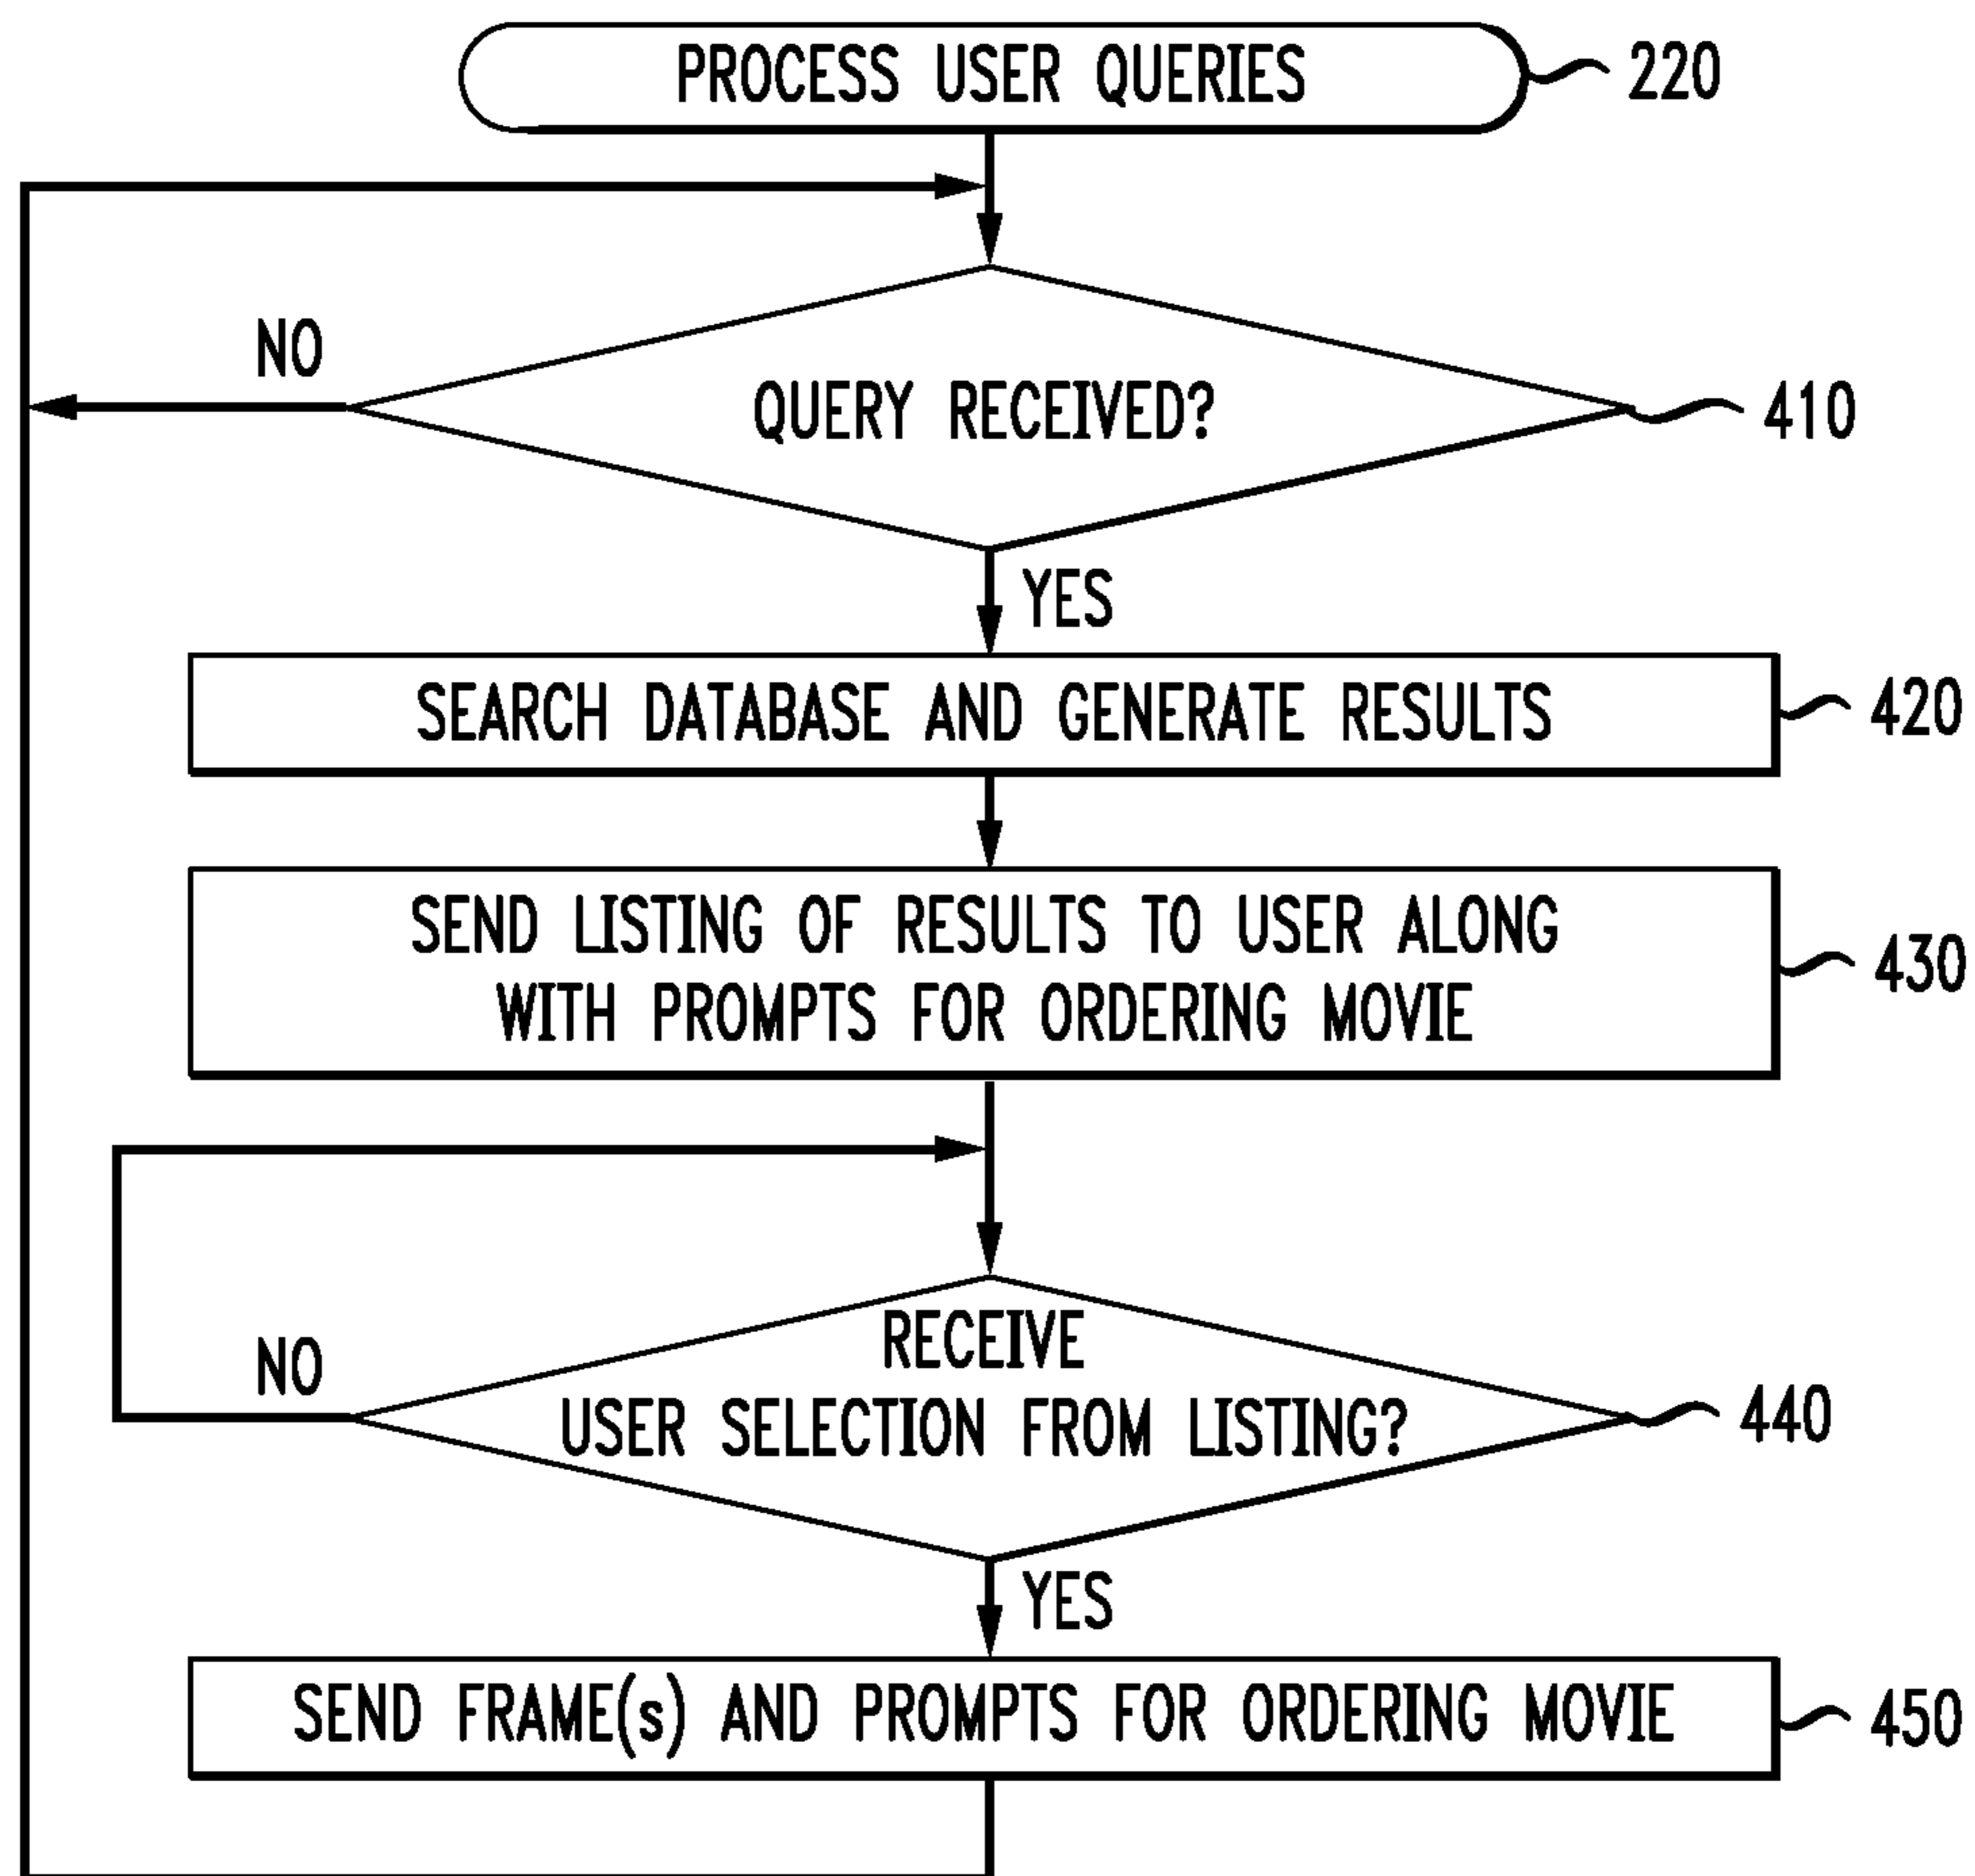 PROCESS USER QUERIES
220
NO
QUERY RECEIVED?
410
YES
SEARCH DATABASE AND GENERATE RESULTS
420
SEND LISTING OF RESULTS TO USER ALONG
WITH PROMPTS FOR ORDERING MOVIE
430
NO
RECEIVE
USER SELECTION FROM LISTING?
440
YES
SEND FRAME(s) AND PROMPTS FOR ORDERING MOVIE
450